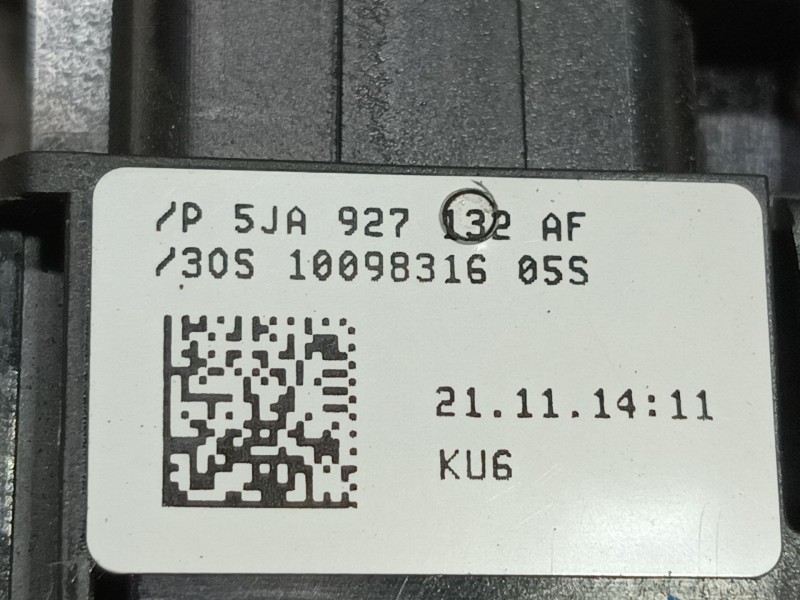 /P 5JA 927 132 AF
/30S 10098316 05S
21.11.14:11
KU6